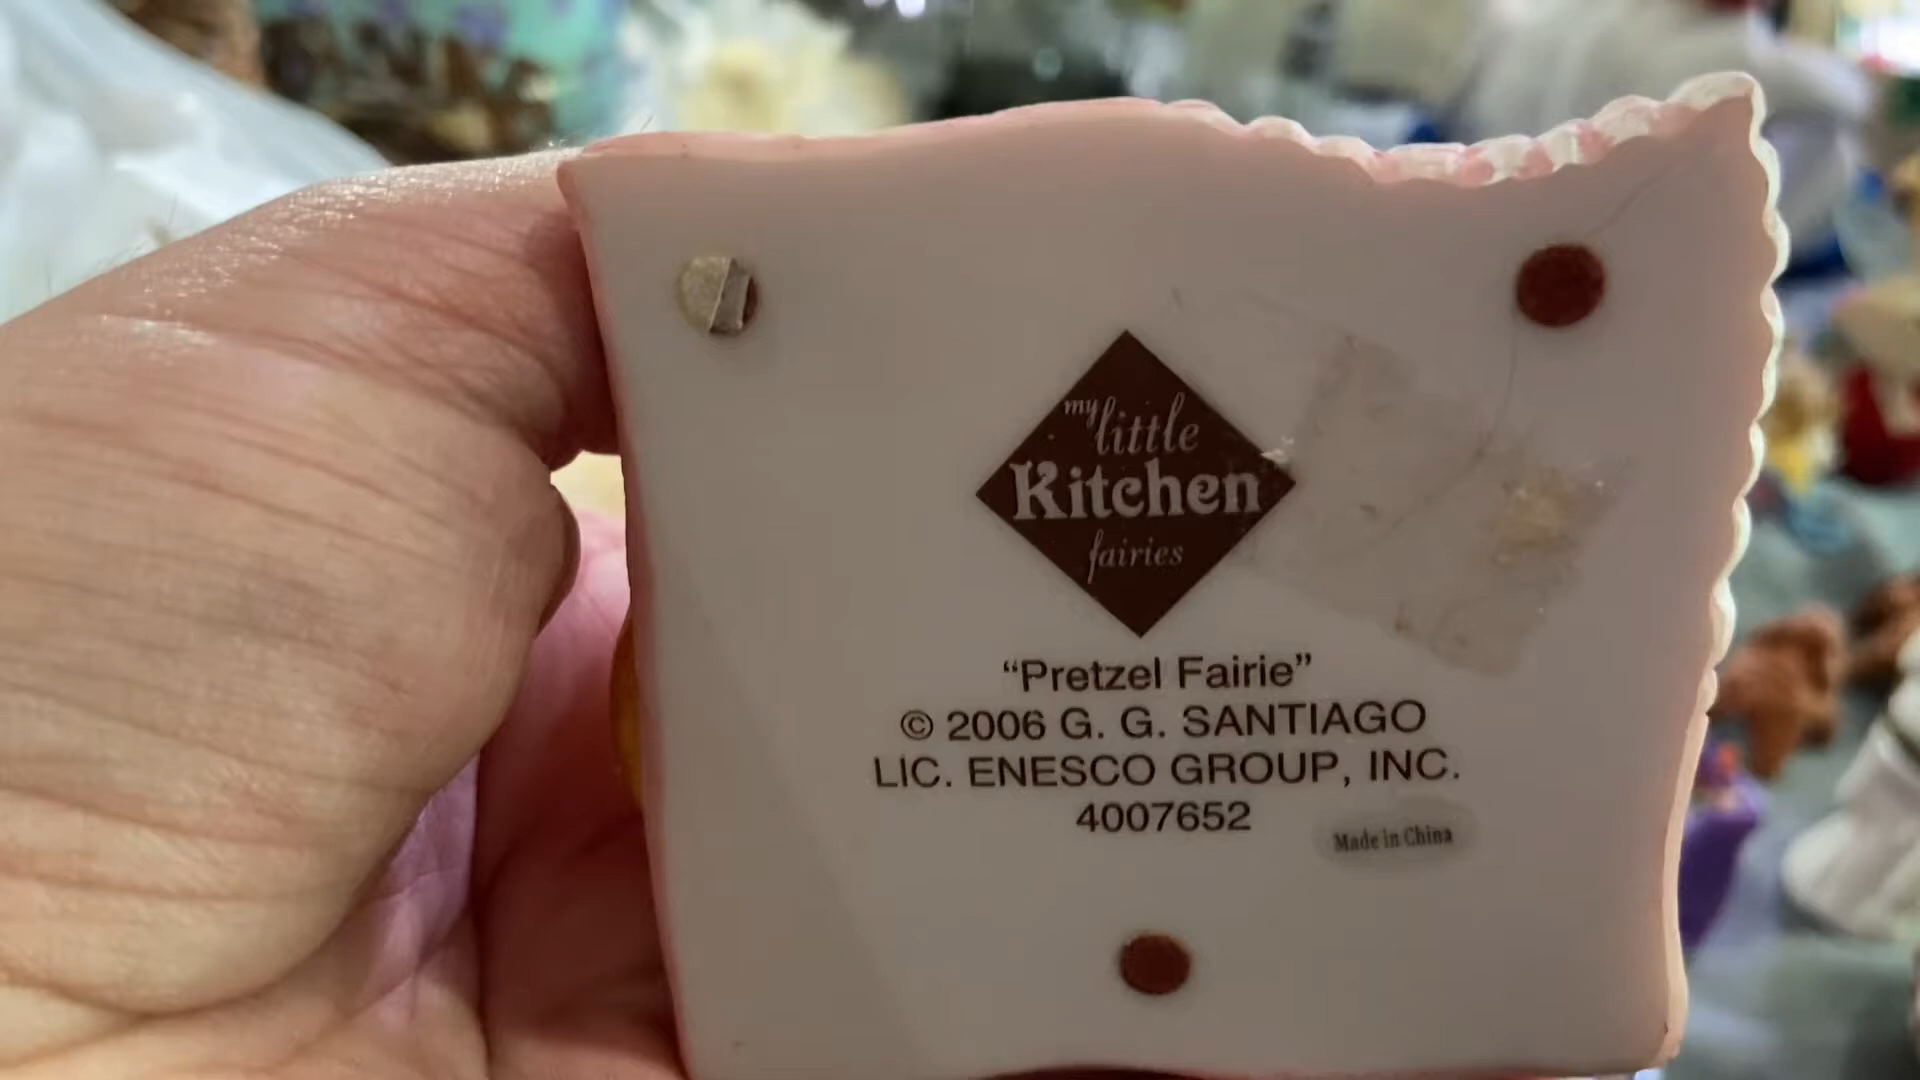 my
little
Kitchen
fairies
“Pretzel Fairie”
© 2006 G. G. SANTIAGO
LIC. ENESCO GROUP, INC.
4007652
Made in China